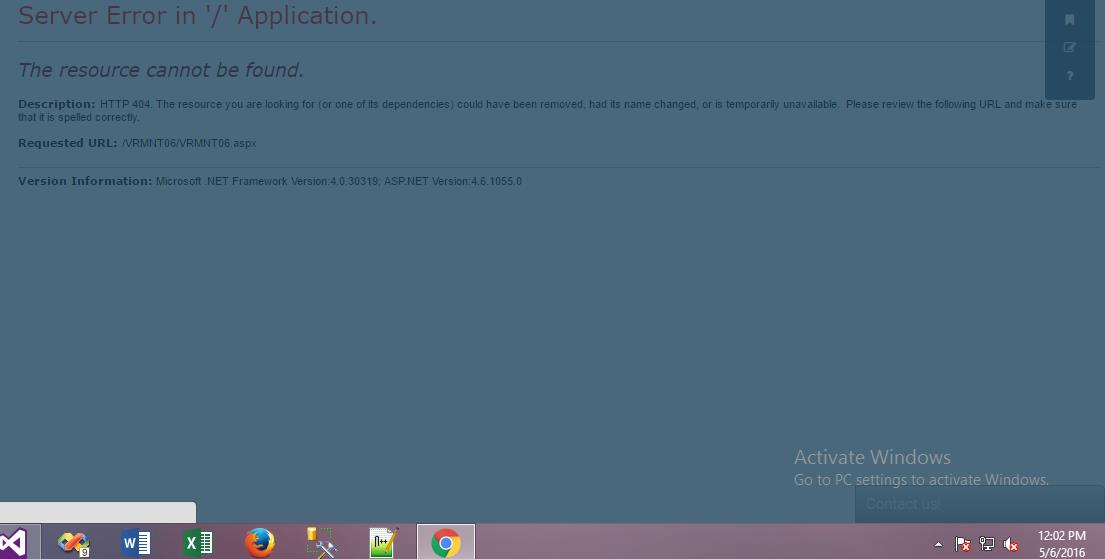 Server Error in '/' Application.
The resource cannot be found.
Description: HTTP 404. The resource you are looking for (or one of its dependencies) could have been removed, had its name changed, or is temporarily unavailable.  Please review the following URL and make sure
that it is spelled correctly.
Requested URL: /VRMNT06/VRMNT06.aspx
Version Information: Microsoft .NET Framework Version:4.0.30319; ASP.NET Version:4.6.1055.0
Activate Windows
Go to PC settings to activate Windows.
Contact us!
12:02 PM
5/6/2016